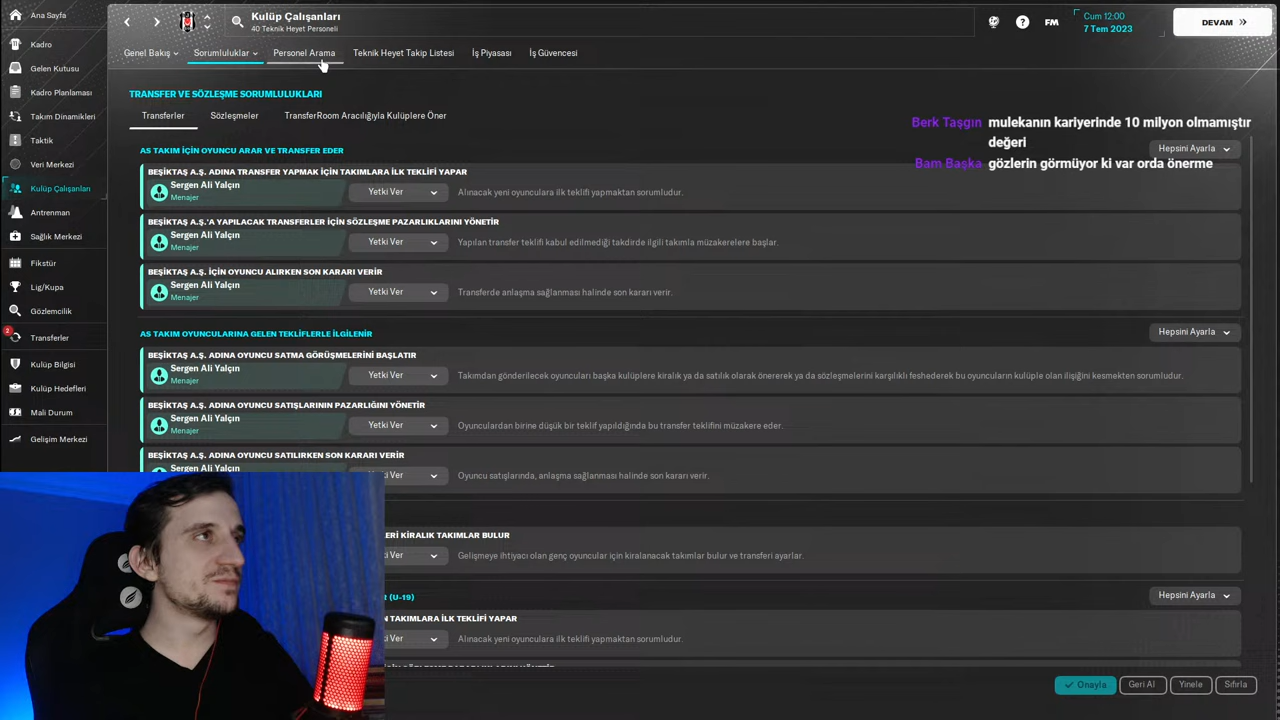 Ana Sayfa
Kadro
Gelen Kutusu
Kadro Planlaması
Takım Dinamikleri
Taktik
Veri Merkezi
Kulüp Çalışanları
Antrenman
Sağlık Merkezi
Fikstür
Lig/Kupa
Gözlemcilik
2
Transferler
Kulüp Bilgisi
Kulüp Hedefleri
Mali Durum
Gelişim Merkezi
Kulüp Çalışanları
40 Teknik Heyet Personeli
FM
Cum 12:00
7 Tem 2023
DEVAM
Genel Bakış
Sorumluluklar
Personel Arama
Teknik Heyet Takip Listesi
İş Piyasası
İş Güvencesi
TRANSFER VE SÖZLEŞME SORUMLULUKLARI
Transferler
Sözleşmeler
TransferRoom Aracılığıyla Kulüplere Öner
Berk Taşgın mulekanın kariyerinde 10 milyon olmamıştır
değeri
Bam Başka gözlerin görmüyor ki var orda önerme
AS TAKIM İÇİN OYUNCU ARAR VE TRANSFER EDER
Hepsini Ayarla
BEŞİKTAŞ A.Ş. ADINA TRANSFER YAPMAK İÇİN TAKIMLARA İLK TEKLİFİ YAPAR
Sergen Ali Yalçın
Menajer
Yetki Ver
Alınacak yeni oyunculara ilk teklifi yapmaktan sorumludur.
BEŞİKTAŞ A.Ş.'A YAPILACAK TRANSFERLER İÇİN SÖZLEŞME PAZARLIKLARINI YÖNETİR
Sergen Ali Yalçın
Menajer
Yetki Ver
Yapılan transfer teklifi kabul edilmediği takdirde ilgili takımla müzakerelere başlar.
BEŞİKTAŞ A.Ş. İÇİN OYUNCU ALIRKEN SON KARARI VERİR
Sergen Ali Yalçın
Menajer
Yetki Ver
Transferde anlaşma sağlanması halinde son kararı verir.
AS TAKIM OYUNCULARINA GELEN TEKLİFLERLE İLGİLENİR
Hepsini Ayarla
BEŞİKTAŞ A.Ş. ADINA OYUNCU SATMA GÖRÜŞMELERİNİ BAŞLATIR
Sergen Ali Yalçın
Menajer
Yetki Ver
Takımdan gönderilecek oyuncuları başka kulüplere kiralık ya da satılık olarak önererek ya da sözleşmelerini karşılıklı feshederek bu oyuncuların kulüple olan ilişiğini kesmekten sorumludur.
BEŞİKTAŞ A.Ş. ADINA OYUNCU SATIŞLARININ PAZARLIĞINI YÖNETİR
Sergen Ali Yalçın
Menajer
Yetki Ver
Oyunculardan birine düşük bir teklif yapıldığında bu transfer teklifini müzakere eder.
BEŞİKTAŞ A.Ş. ADINA OYUNCU SATILIRKEN SON KARARI VERİR
Sergen Ali Yalçın
ki Ver
Oyuncu satışlarında, anlaşma sağlanması halinde son kararı verir.
ERİ KİRALIK TAKIMLAR BULUR
ki Ver
Gelişmeye ihtiyacı olan genç oyuncular için kiralanacak takımlar bulur ve transferi ayarlar.
R (U-19)
Hepsini Ayarla
N TAKIMLARA İLK TEKLİFİ YAPAR
ki Ver
Alınacak yeni oyunculara ilk teklifi yapmaktan sorumludur.
Onayla
Geri Al
Yinele
Sıfırla